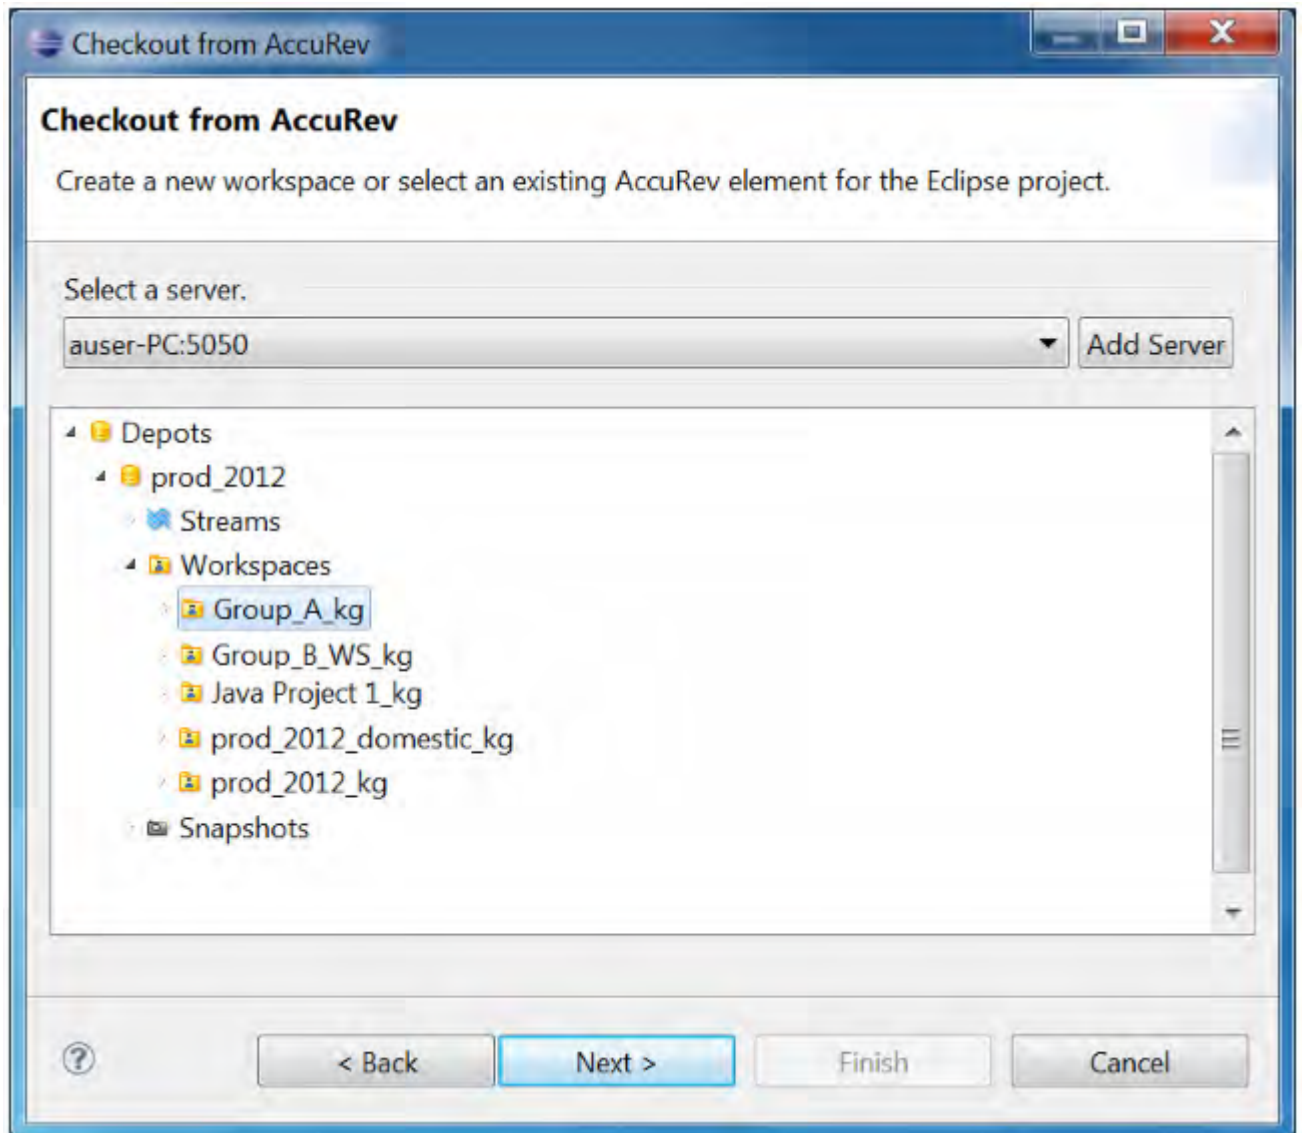 Checkout from AccuRev
Checkout from AccuRev
Create a new workspace or select an existing AccuRev element for the Eclipse project.
Select a server.
auser-PC:5050
Add Server
Depots
prod_2012
Streams
Workspaces
Group_A_kg
Group_B_WS_kg
Java Project 1_kg
prod_2012_domestic_kg
prod_2012_kg
Snapshots
?
< Back
Next >
Finish
Cancel